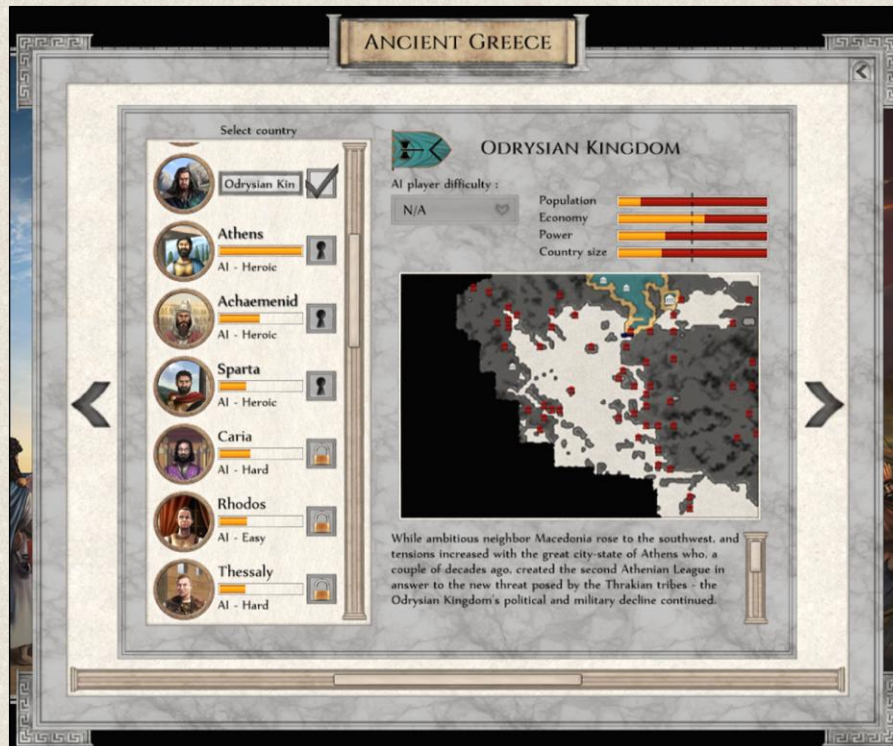 Ancient Greece
Select country
Odrysian Kin
Athens
AI - Heroic
Achaemenid
AI - Heroic
Sparta
AI - Heroic
Caria
AI - Hard
Rhodos
AI - Easy
Thessaly
AI - Hard
Odrysian Kingdom
AI player difficulty :
N/A
Population
Economy
Power
Country size
While ambitious neighbor Macedonia rose to the southwest, and
tensions increased with the great city-state of Athens who, a
couple of decades ago, created the second Athenian League in
answer to the new threat posed by the Thrakian tribes - the
Odrysian Kingdom's political and military decline continued.